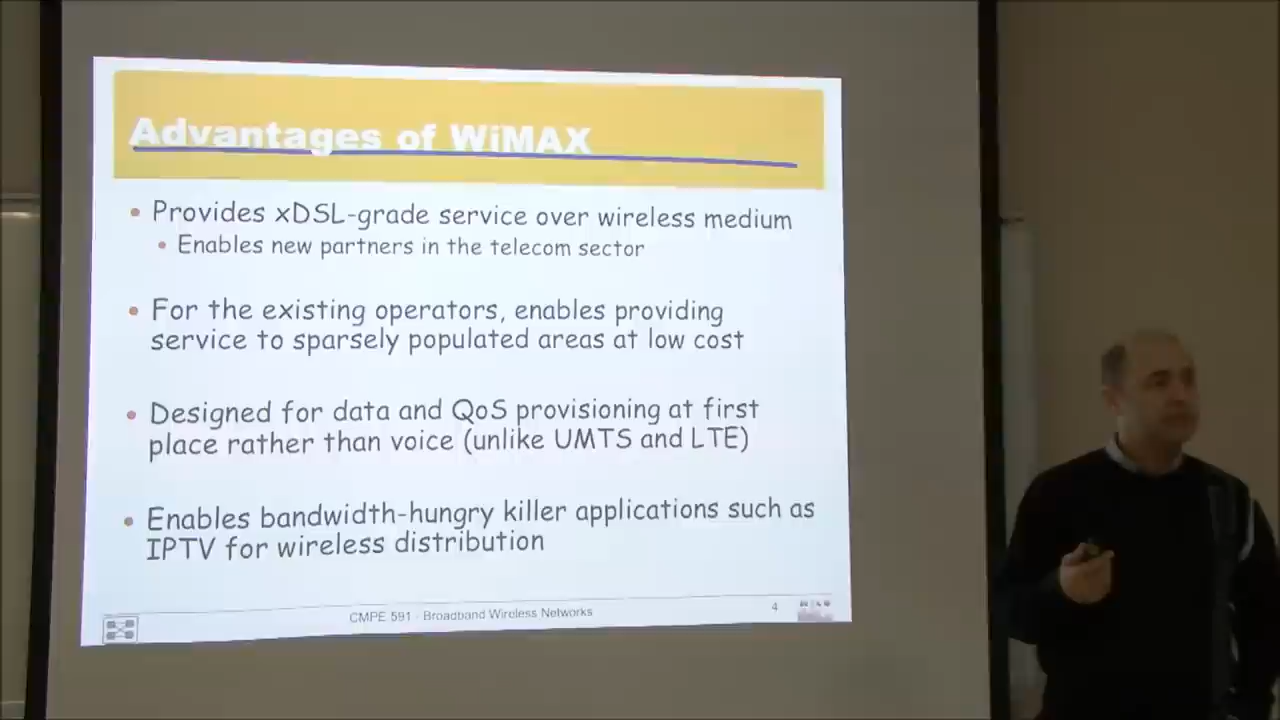 Advantages of WiMAX
• Provides xDSL-grade service over wireless medium
• Enables new partners in the telecom sector
• For the existing operators, enables providing
service to sparsely populated areas at low cost
• Designed for data and QoS provisioning at first
place rather than voice (unlike UMTS and LTE)
• Enables bandwidth-hungry killer applications such as
IPTV for wireless distribution
CMPE 591 - Broadband Wireless Networks
4